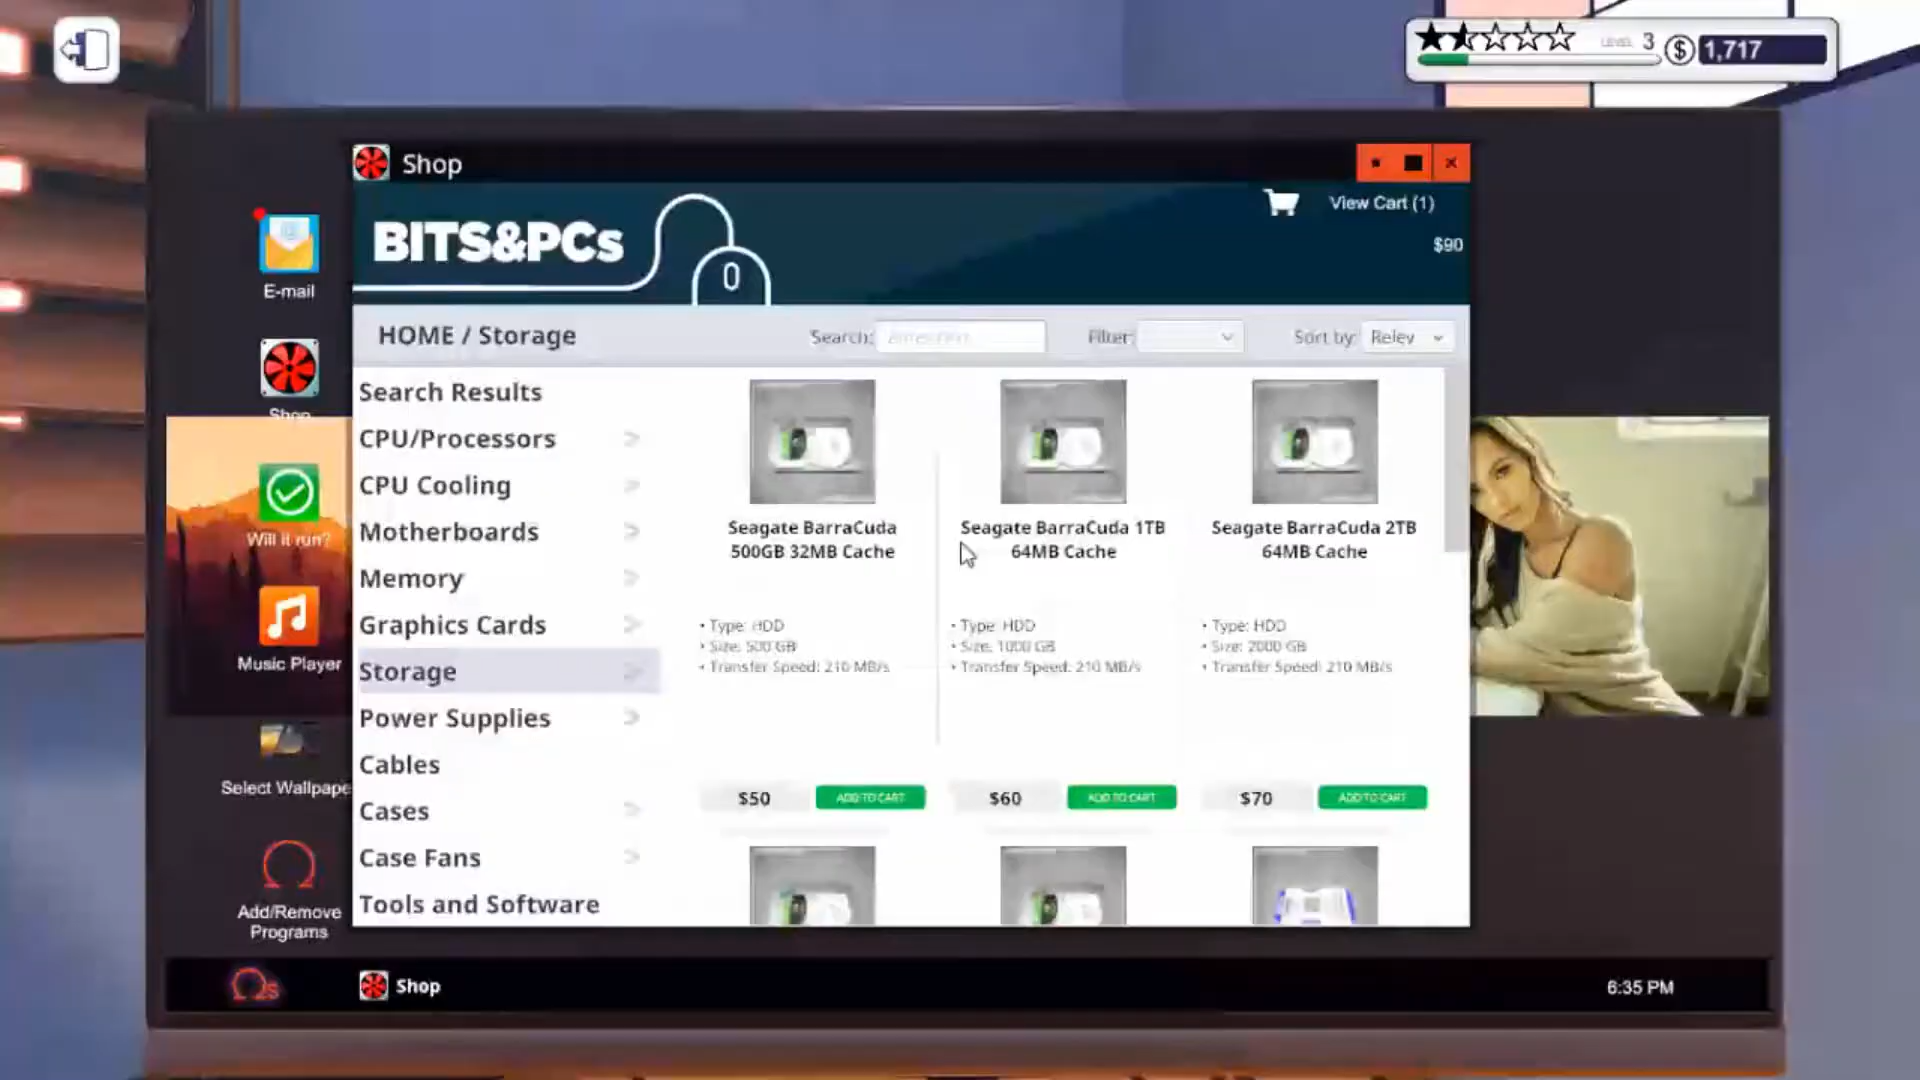 LEVEL 3
$ 1,717
Shop
View Cart (1)
BITS&PCs
$90
E-mail
HOME / Storage
Search:
Filter:
Sort by: Relev
Shop
Search Results
CPU/Processors
CPU Cooling
Motherboards
Memory
Graphics Cards
Storage
Power Supplies
Cables
Cases
Case Fans
Tools and Software
Seagate BarraCuda
500GB 32MB Cache
• Type: HDD
• Size: 500 GB
• Transfer Speed: 210 MB/s
$50
ADD TO CART
Seagate BarraCuda 1TB
64MB Cache
• Type: HDD
• Size: 1000 GB
• Transfer Speed: 210 MB/s
$60
ADD TO CART
Seagate BarraCuda 2TB
64MB Cache
• Type: HDD
• Size: 2000 GB
• Transfer Speed: 210 MB/s
$70
ADD TO CART
Will it run?
Music Player
Select Wallpape
Add/Remove
Programs
Shop
6:35 PM